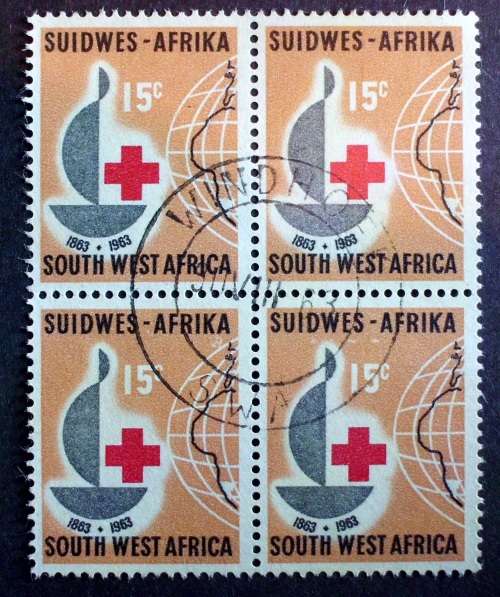 SUIDWES-AFRIKA
15c
1863 + 1963
SOUTH WEST AFRICA
SUIDWES-AFRIKA
15c
1863 + 1963
SOUTH WEST AFRICA
SUIDWES-AFRIKA
15c
1863 + 1963
SOUTH WEST AFRICA
SUIDWES-AFRIKA
15c
1863 + 1963
SOUTH WEST AFRICA
63
S.W.A.